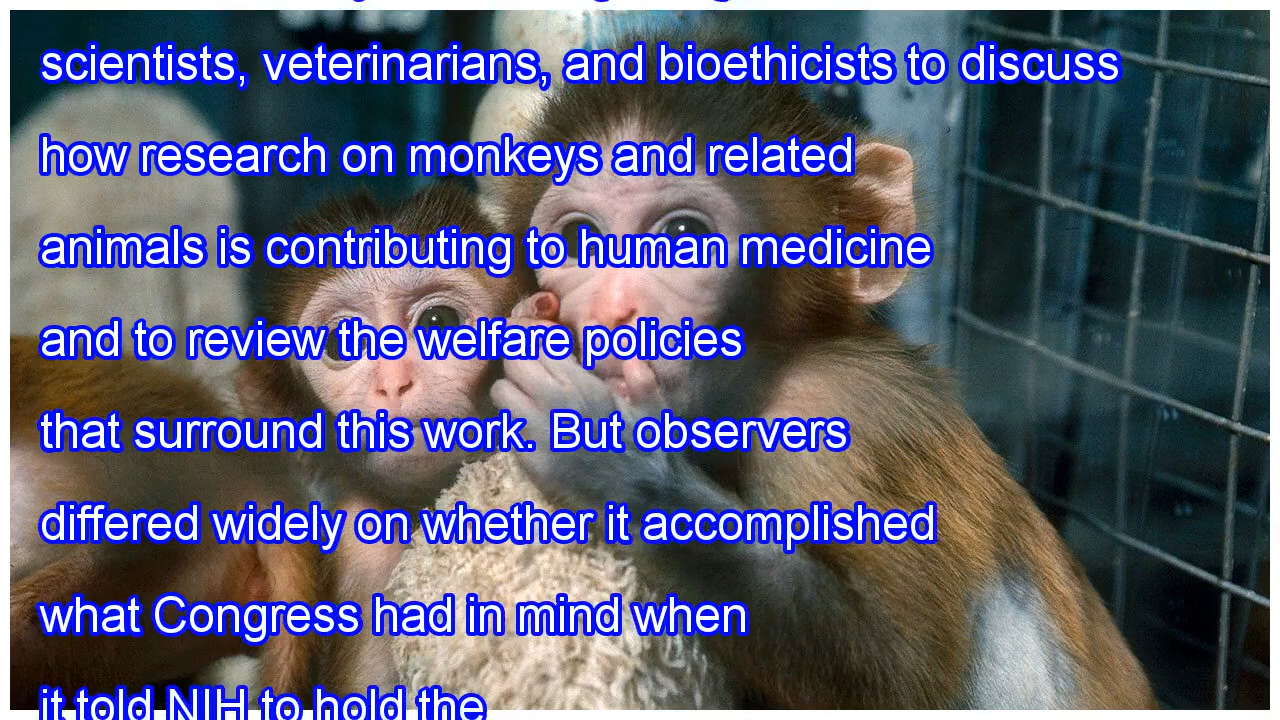 scientists, veterinarians, and bioethicists to discuss
how research on monkeys and related
animals is contributing to human medicine
and to review the welfare policies
that surround this work. But observers
differed widely on whether it accomplished
what Congress had in mind when
it told NIH to hold the